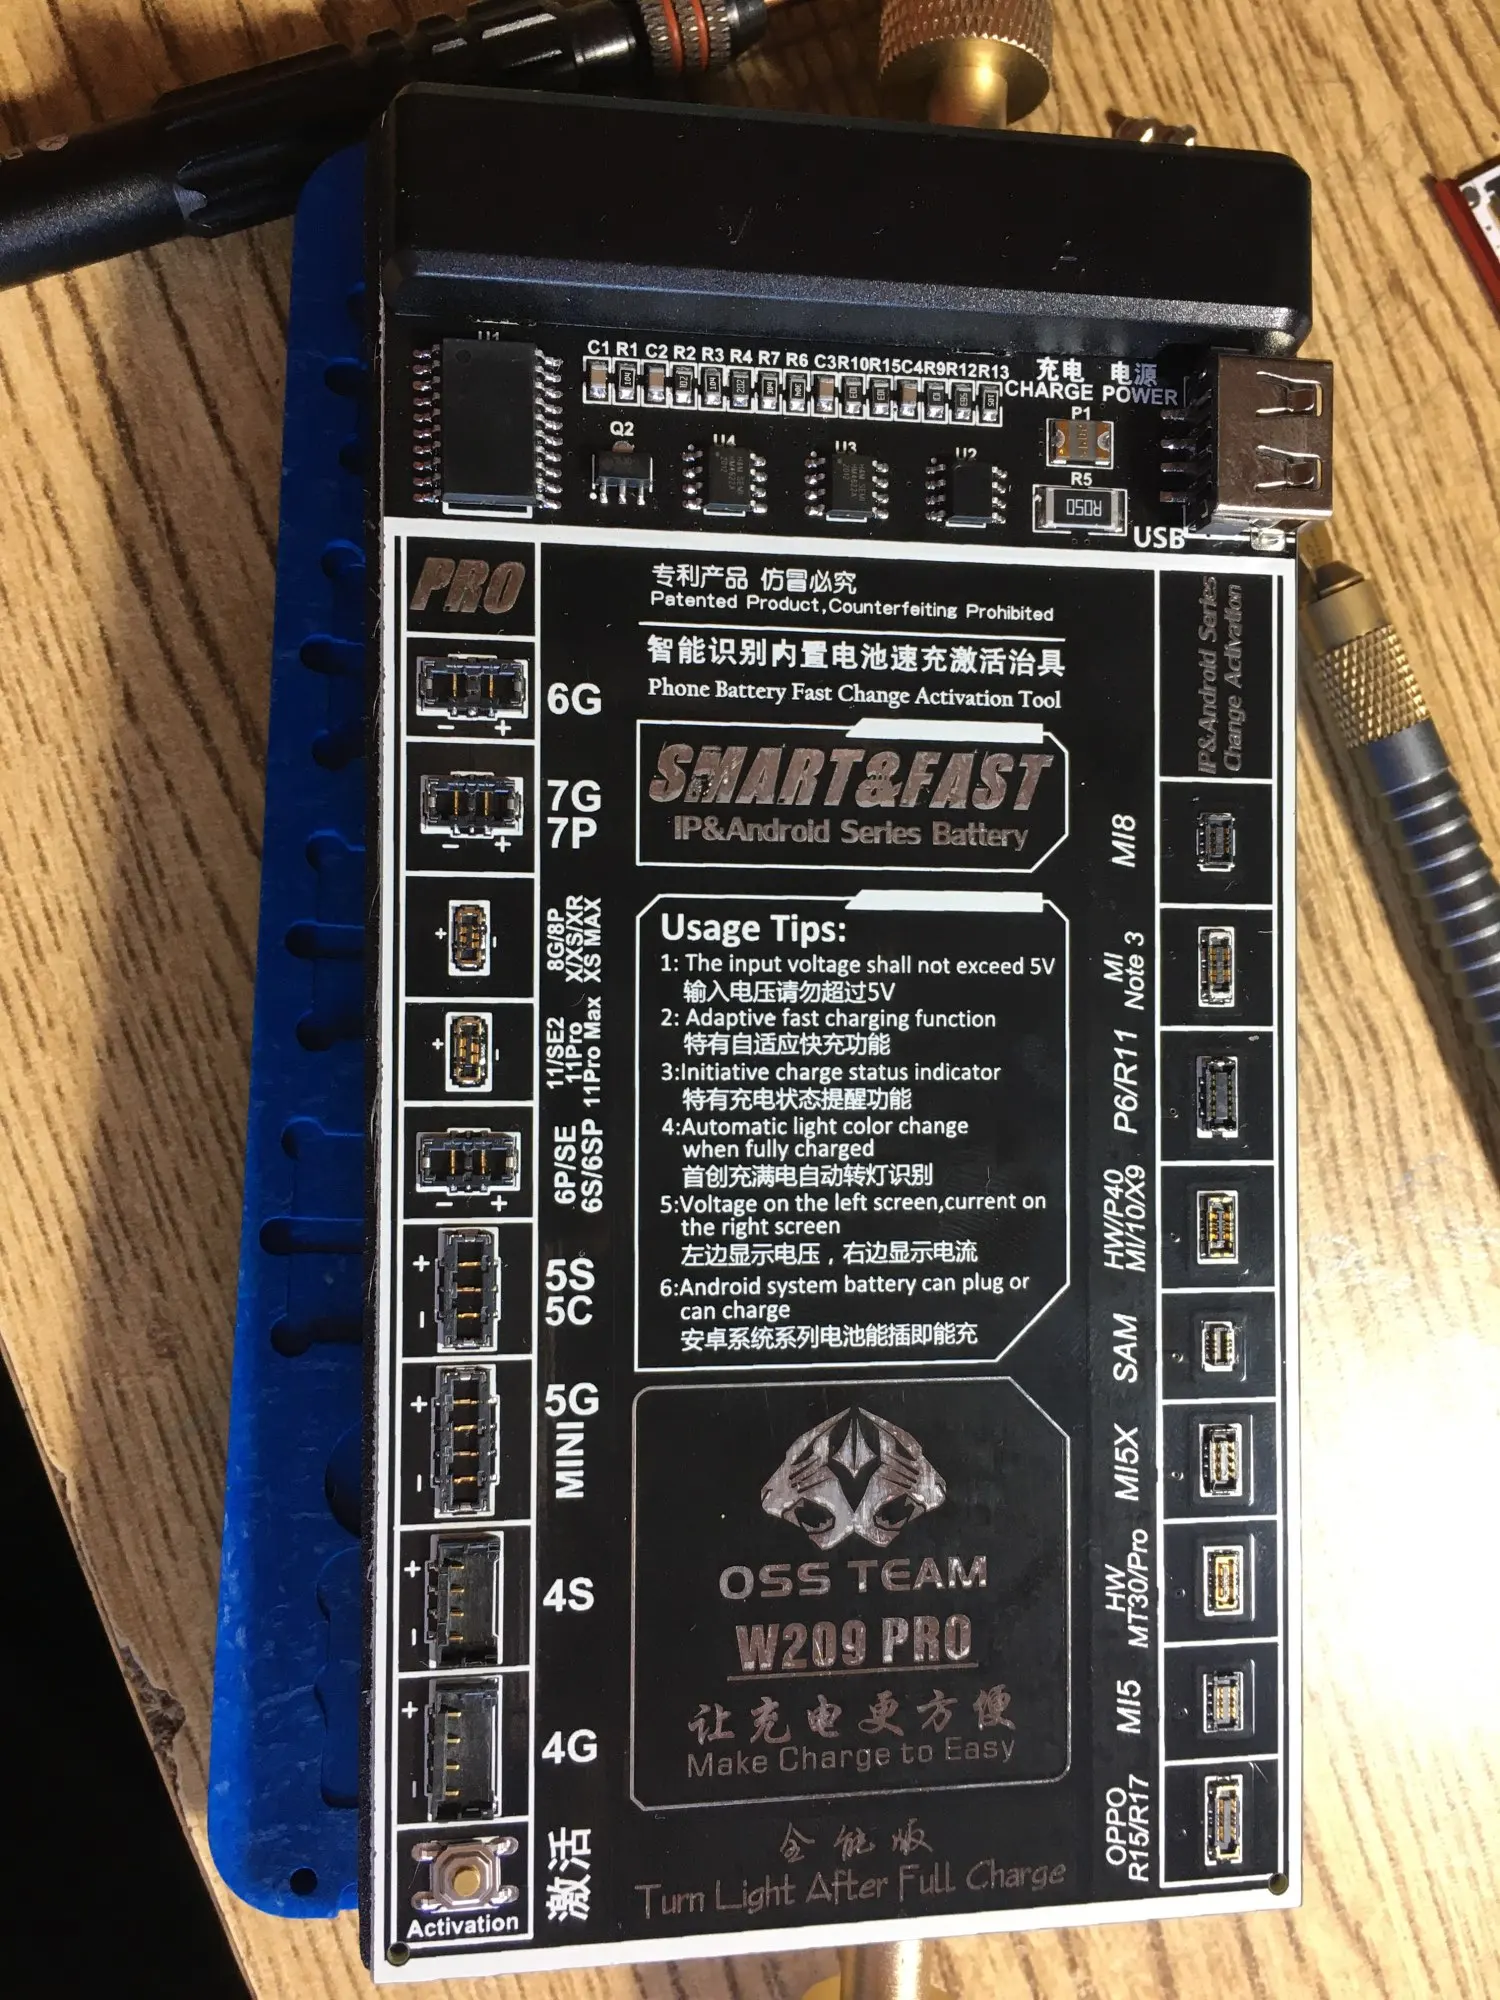 U1
C1 R1 C2 R2 R3 R4 R7 R6 C3R10R15C4R9R12R13
充电 电源
CHARGE POWER
P1
Q2
U4
U3
U2
R5
R050
USB
PRO
专利产品 仿冒必究
Patented Product,Counterfeiting Prohibited
智能识别内置电池速充激活治具
Phone Battery Fast Change Activation Tool
SMART&FAST
IP&Android Series Battery
IP&Android Series
Change Activation
6G
- +
7G
7P
- +
8G/8P
X/XS/XR
XS MAX
+ -
11/SE2
11Pro
11Pro Max
+ -
6P/SE
6S/6SP
- +
5S
5C
+
-
5G
MINI
+
-
4S
+
-
4G
+
-
激活
Activation
Usage Tips:
1: The input voltage shall not exceed 5V
输入电压请勿超过5V
2: Adaptive fast charging function
特有自适应快充功能
3:Initiative charge status indicator
特有充电状态提醒功能
4:Automatic light color change
when fully charged
首创充满电自动转灯识别
5:Voltage on the left screen,current on
the right screen
左边显示电压，右边显示电流
6:Android system battery can plug or
can charge
安卓系统系列电池能插即能充
OSS TEAM
W209 PRO
让充电更方便
Make Charge to Easy
全能版
Turn Light After Full Charge
MI8
MI
Note 3
P6/R11
HW/P40
MI/10/X9
SAM
MI5X
HW
MT30/Pro
MI5
OPPO
R15/R17